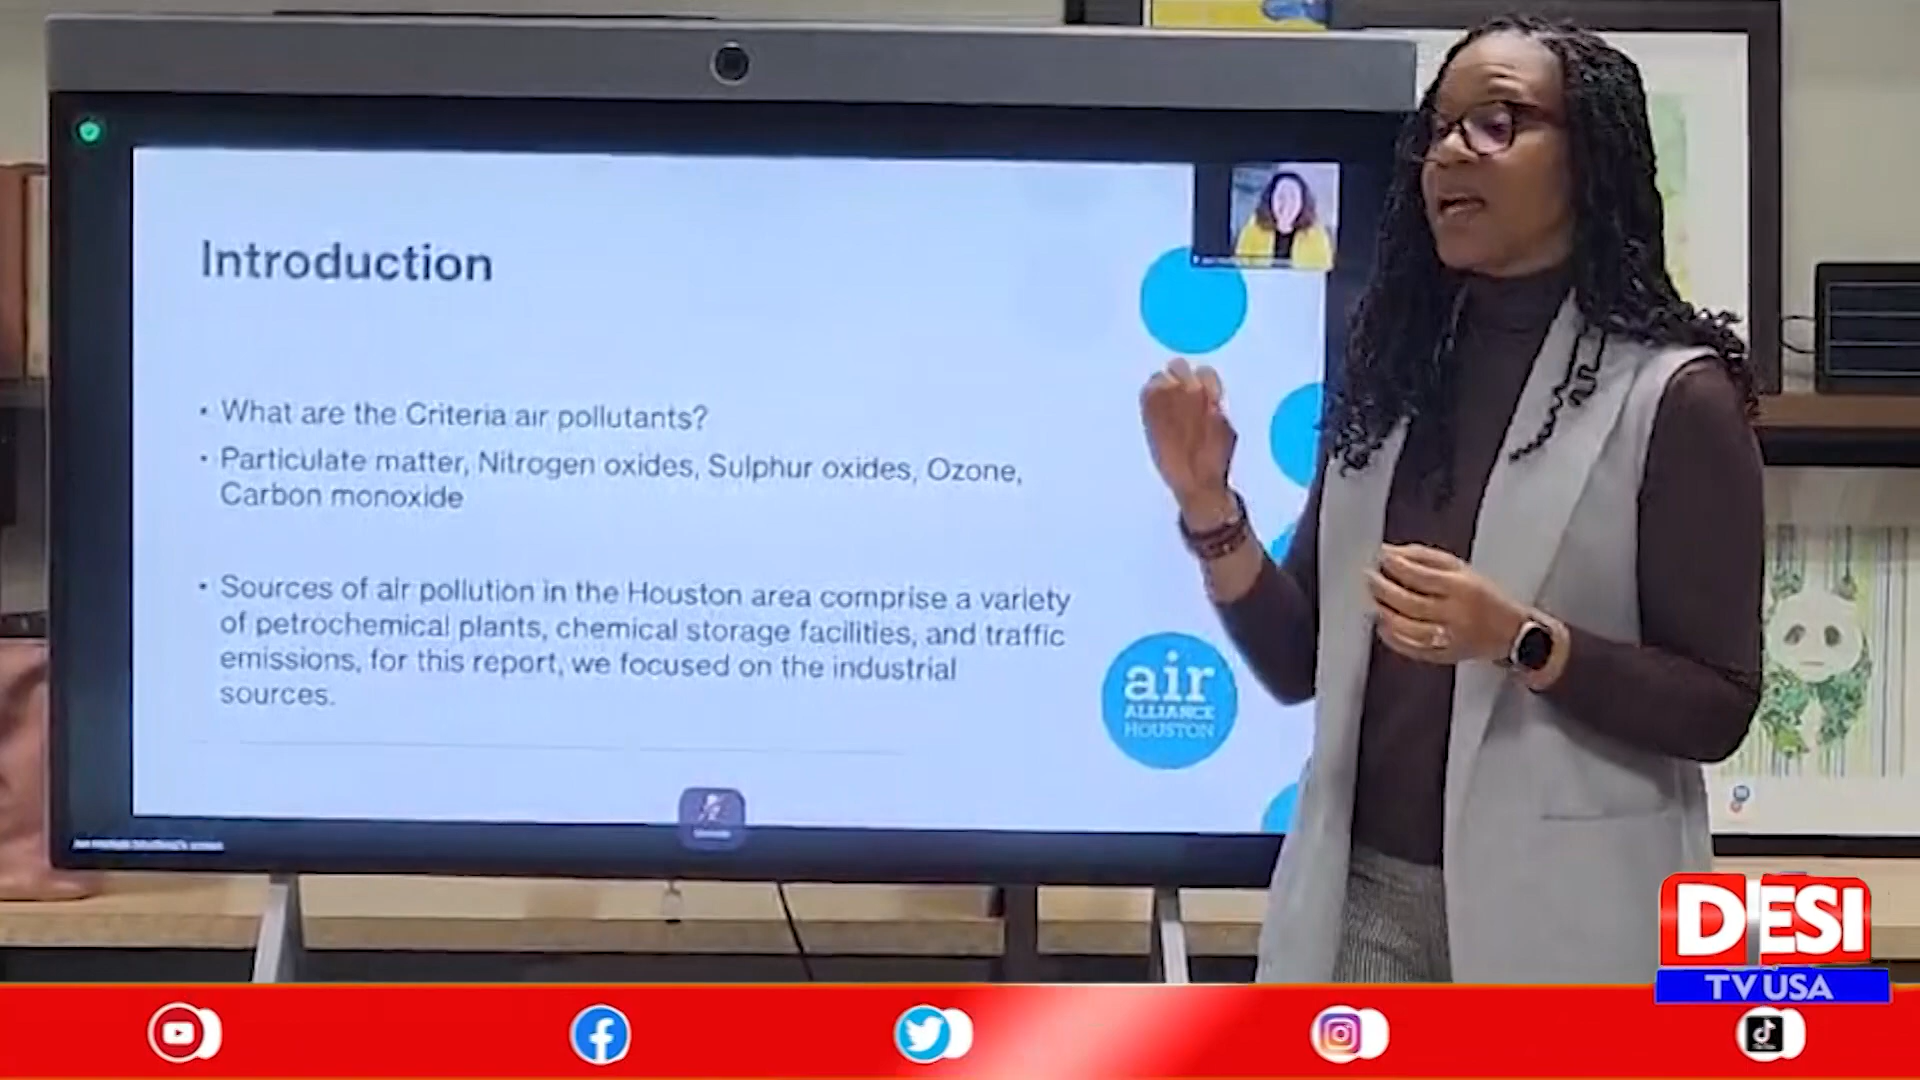 Introduction
• What are the Criteria air pollutants?
• Particulate matter, Nitrogen oxides, Sulphur oxides, Ozone,
Carbon monoxide
• Sources of air pollution in the Houston area comprise a variety
of petrochemical plants, chemical storage facilities, and traffic
emissions, for this report, we focused on the industrial
sources.
air
ALLIANCE
HOUSTON
DESI
TV USA